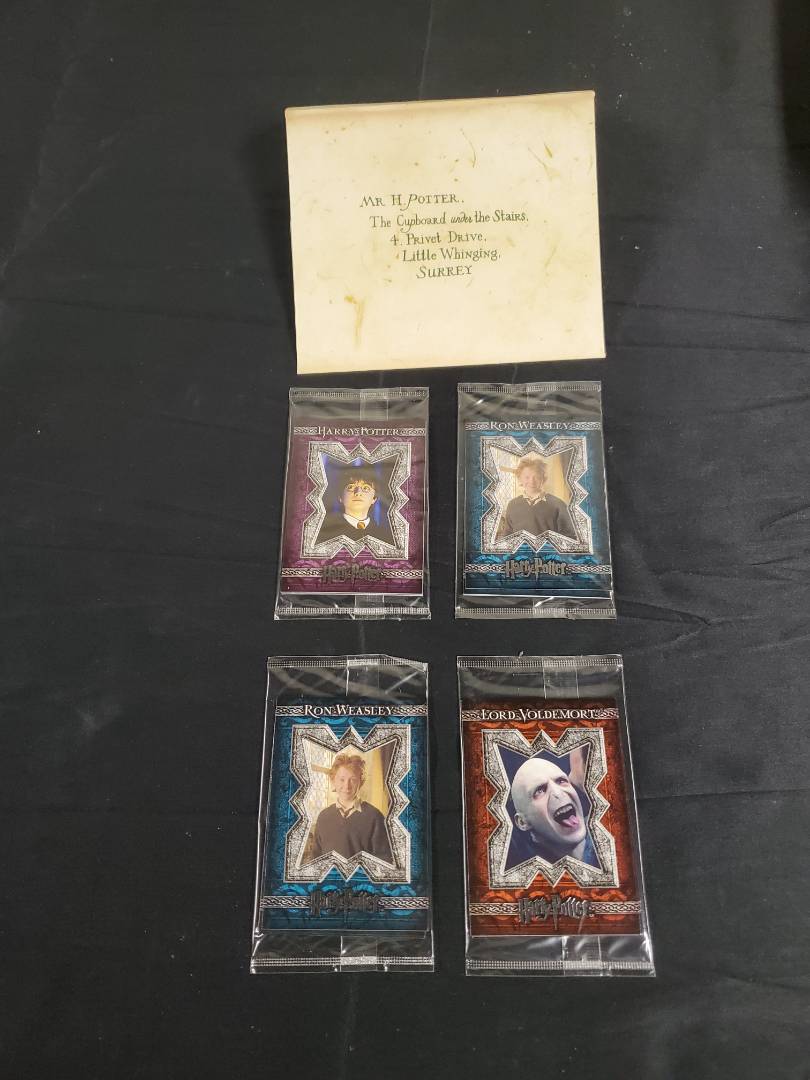 MR H. POTTER.
The Cupboard under the Stairs,
4. Privet Drive,
Little Whinging,
SURREY
HARRY POTTER
RON WEASLEY
Harry Potter
Harry Potter
RON WEASLEY
LORD VOLDEMORT
Harry Potter
Harry Potter